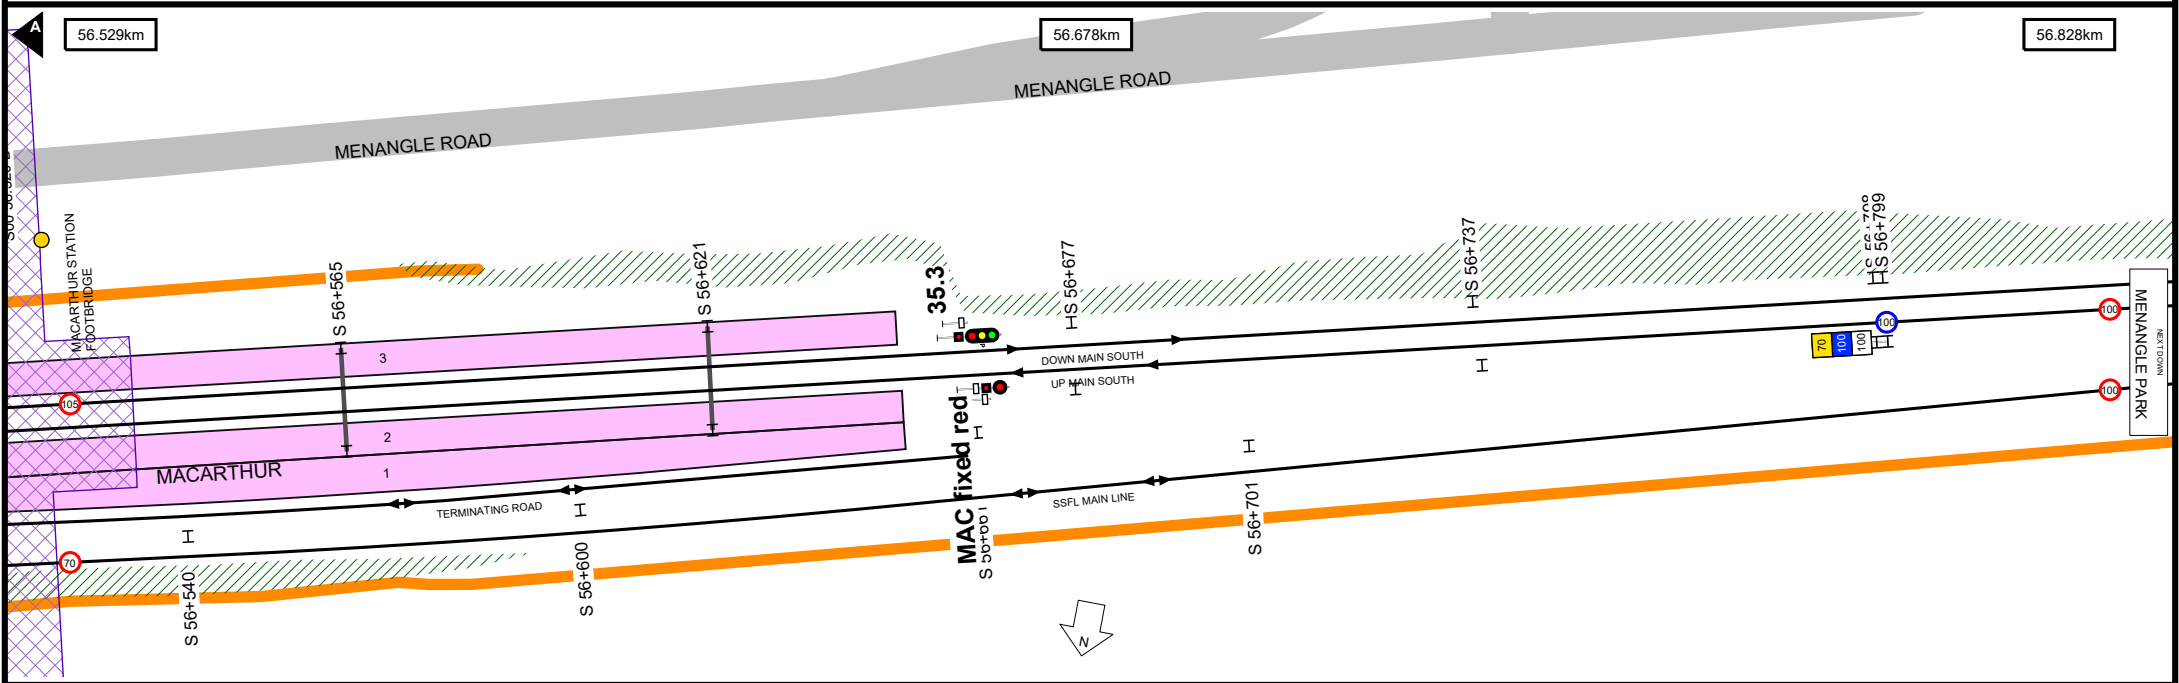 A
56.529km
56.678km
56.828km
MENANGLE ROAD
MENANGLE ROAD
MACARTHUR STATION
FOOTBRIDGE
S 56+565
S 56+621
35.3
S 56+677
S 56+737
S 56+799
3
DOWN MAIN SOUTH
UP MAIN SOUTH
105
100
70
100
100
100
100
MENANGLE PARK
NEXT DOWN
2
MACARTHUR
1
TERMINATING ROAD
SSFL MAIN LINE
MAC fixed red
70
S 56+540
S 56+600
S 56+701
N